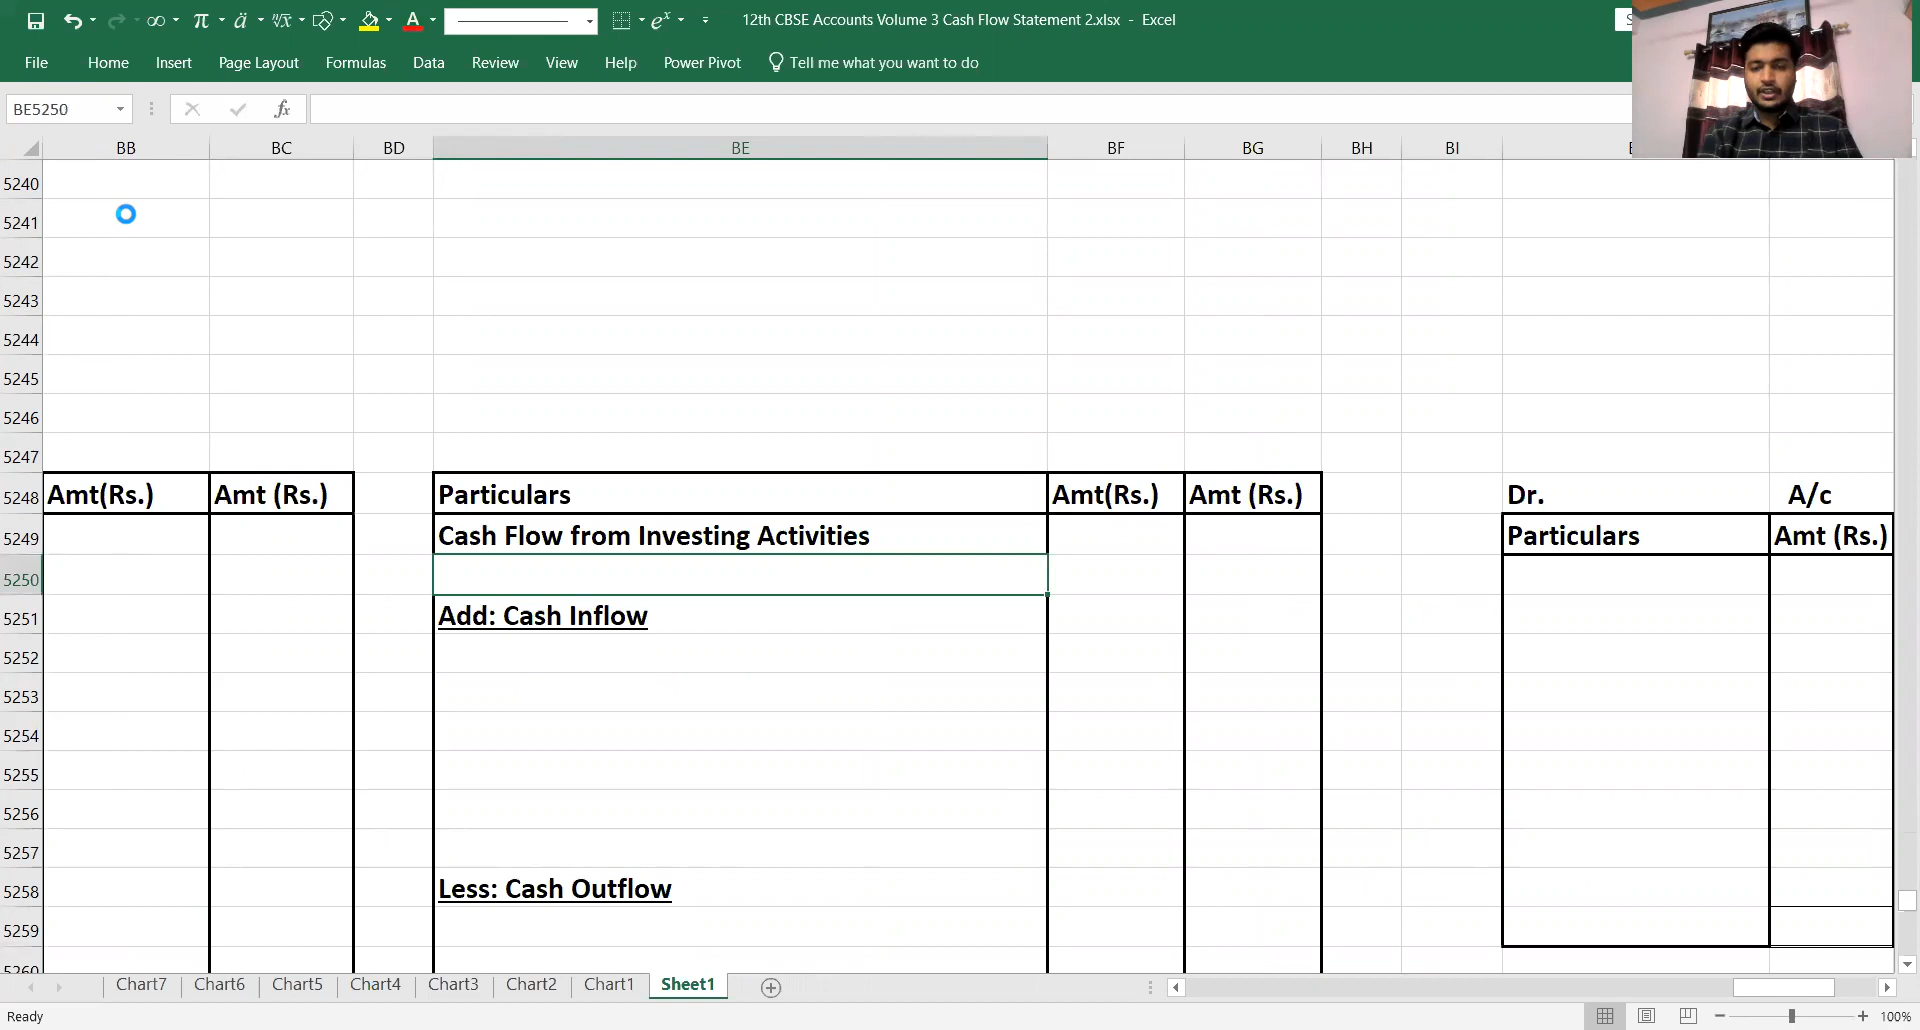 12th CBSE Accounts Volume 3 Cash Flow Statement 2.xlsx - Excel
File Home Insert Page Layout Formulas Data Review View Help Power Pivot Tell me what you want to do
BE5250
BB BC BD BE BF BG BH BI
5240
5241
5242
5243
5244
5245
5246
5247
5248 Amt(Rs.) Amt (Rs.) Particulars Amt(Rs.) Amt (Rs.) Dr. A/c
5249 Cash Flow from Investing Activities Particulars Amt (Rs.)
5250
5251 Add: Cash Inflow
5252
5253
5254
5255
5256
5257
5258 Less: Cash Outflow
5259
5260
Chart7 Chart6 Chart5 Chart4 Chart3 Chart2 Chart1 Sheet1
Ready 100%